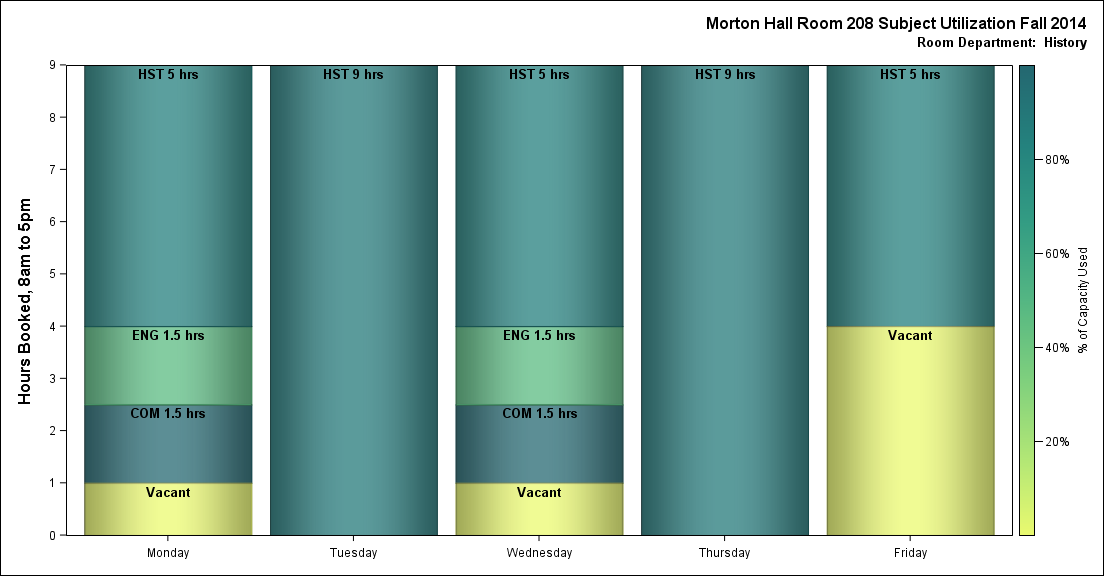 Morton Hall Room 208 Subject Utilization Fall 2014
Room Department:  History
Hours Booked, 8am to 5pm
9
8
7
6
5
4
3
2
1
0
HST 5 hrs
ENG 1.5 hrs
COM 1.5 hrs
Vacant
HST 9 hrs
HST 5 hrs
ENG 1.5 hrs
COM 1.5 hrs
Vacant
HST 9 hrs
HST 5 hrs
Vacant
Monday
Tuesday
Wednesday
Thursday
Friday
80%
60%
40%
20%
% of Capacity Used